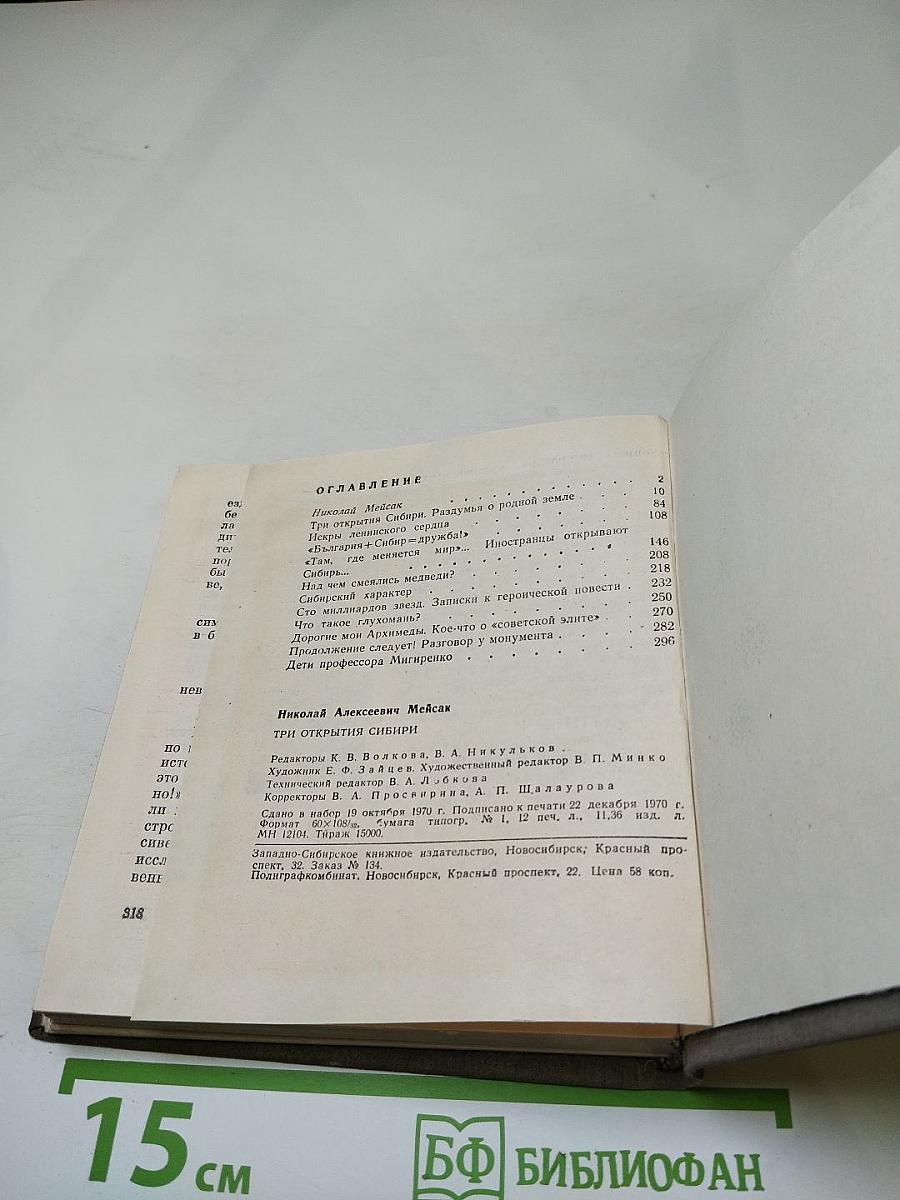 ОГЛАВЛЕНИЕ
Николай Мейсак . . . . . . . . . . . 2
Три открытия Сибири. Раздумья о родной земле . . . 10
Искры ленинского сердца . . . . . . . 84
«България+Сибир=дружба!» . . . . . . 108
«Там, где меняется мир»... Иностранцы открывают
Сибирь... . . . . . . . . . . . 146
Над чем смеялись медведи? . . . . . . 208
Сибирский характер . . . . . . . . 218
Сто миллиардов звезд. Записки к героической повести . 232
Что такое глухомань? . . . . . . . 250
Дорогие мои Архимеды. Кое-что о «советской элите» . . 270
Продолжение следует! Разговор у монумента . . . . 282
Дети профессора Мигиренко . . . . . . . 296
Николай Алексеевич Мейсак
ТРИ ОТКРЫТИЯ СИБИРИ
Редакторы К. В. Волкова, В. А. Никульков.
Художник Е. Ф. Зайцев. Художественный редактор В. П. Минко
Технический редактор В. А. Лобкова
Корректоры В. А. Просвирина, А. П. Шалаурова
Сдано в набор 19 октября 1970 г. Подписано к печати 22 декабря 1970 г.
Формат 60×108/32, бумага типогр. № 1, 12 печ. л., 11,36 изд. л.
МН 12104. Тираж 15000.
Западно-Сибирское книжное издательство, Новосибирск, Красный про-
спект, 32. Заказ № 134.
Полиграфкомбинат, Новосибирск, Красный проспект, 22. Цена 58 коп.
318
15 см
БФ БИБЛИОФАН